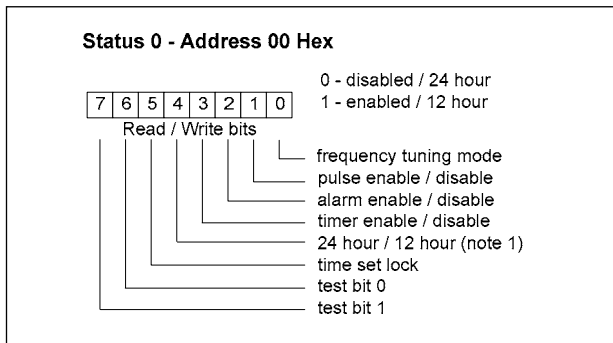 Status 0 - Address 00 Hex
0 - disabled / 24 hour
1 - enabled / 12 hour
7 6 5 4 3 2 1 0
Read / Write bits
frequency tuning mode
pulse enable / disable
alarm enable / disable
timer enable / disable
24 hour / 12 hour (note 1)
time set lock
test bit 0
test bit 1